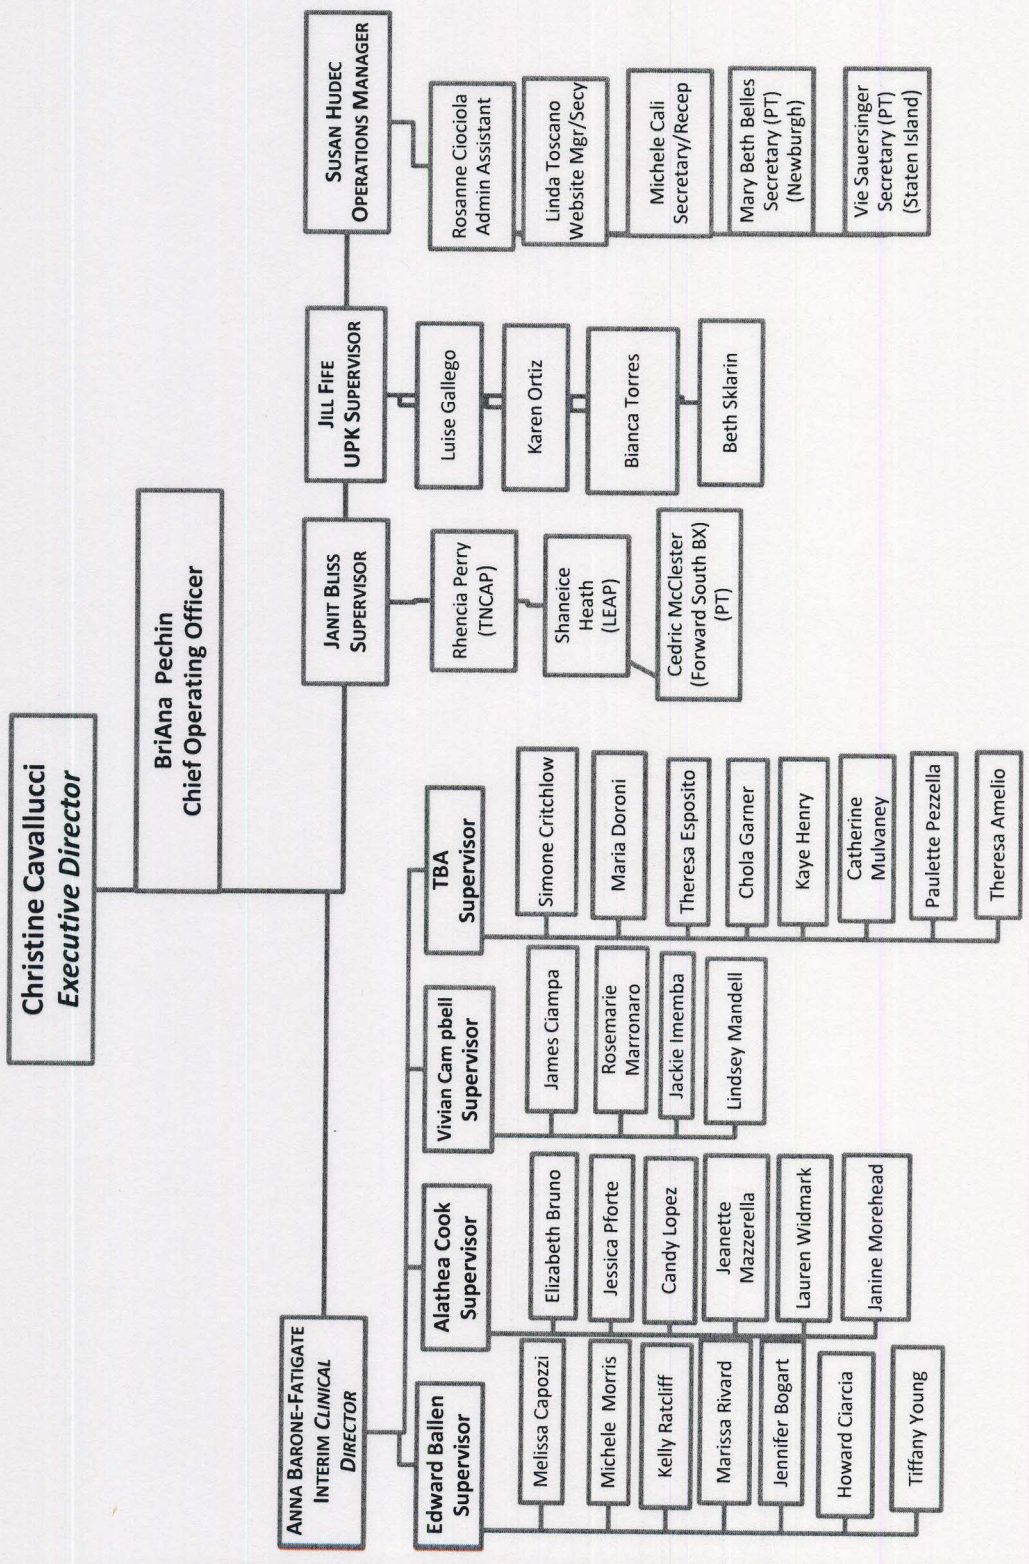 Christine Cavallucci
Executive Director
BriAna Pechin
Chief Operating Officer
ANNA BARONE-FATIGATE
INTERIM CLINICAL
DIRECTOR
JANIT BLISS
SUPERVISOR
JILL FIFE
UPK SUPERVISOR
SUSAN HUDEC
OPERATIONS MANAGER
Edward Ballen
Supervisor
Melissa Capozzi
Michele Morris
Kelly Ratcliff
Marissa Rivard
Jennifer Bogart
Howard Ciarcia
Tiffany Young
Alathea Cook
Supervisor
Elizabeth Bruno
Jessica Pforte
Candy Lopez
Jeanette
Mazzerella
Lauren Widmark
Janine Morehead
Vivian Cam pbell
Supervisor
James Ciampa
Rosemarie
Marronaro
Jackie Imemba
Lindsey Mandell
TBA
Supervisor
Simone Critchlow
Maria Doroni
Theresa Esposito
Chola Garner
Kaye Henry
Catherine
Mulvaney
Paulette Pezzella
Theresa Amelio
Rhencia Perry
(TNCAP)
Shaneice
Heath
(LEAP)
Cedric McClester
(Forward South BX)
(PT)
Luise Gallego
Karen Ortiz
Bianca Torres
Beth Sklarin
Rosanne Ciociola
Admin Assistant
Linda Toscano
Website Mgr/Secy
Michele Cali
Secretary/Recep
Mary Beth Belles
Secretary (PT)
(Newburgh)
Vie Sauersinger
Secretary (PT)
(Staten Island)